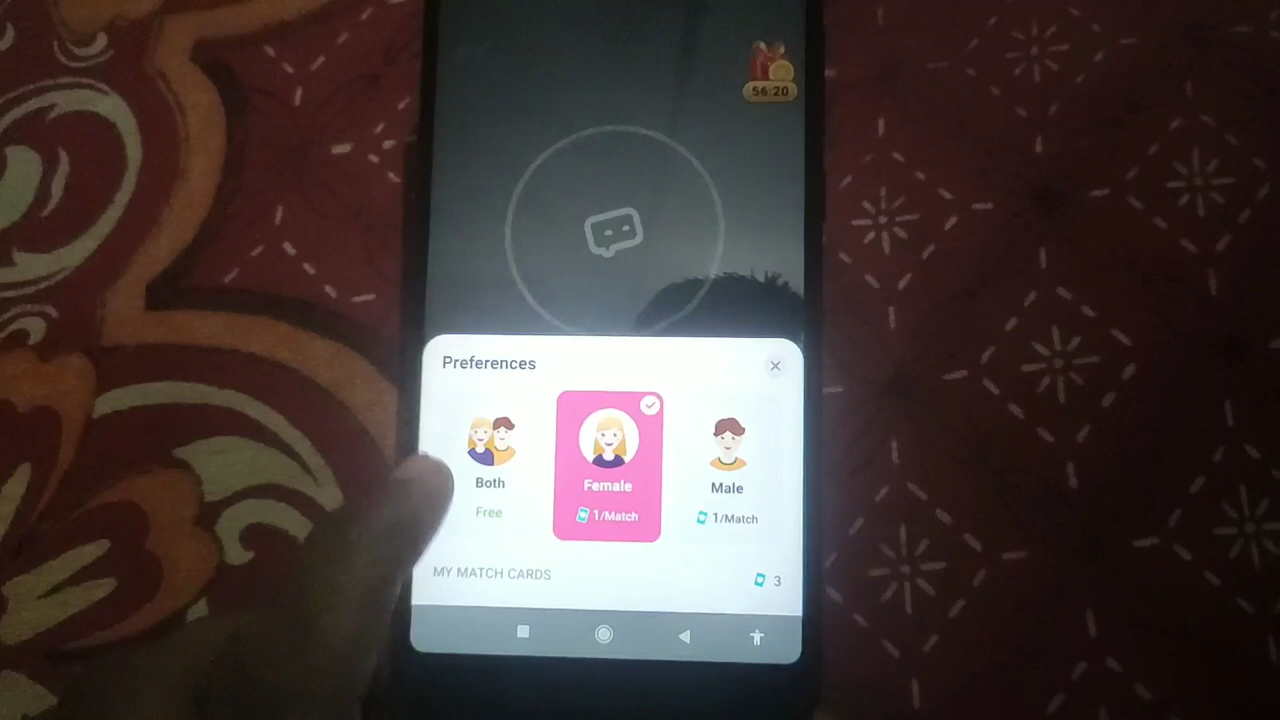 56:20
Preferences
Both
Free
Female
1/Match
Male
1/Match
MY MATCH CARDS
3